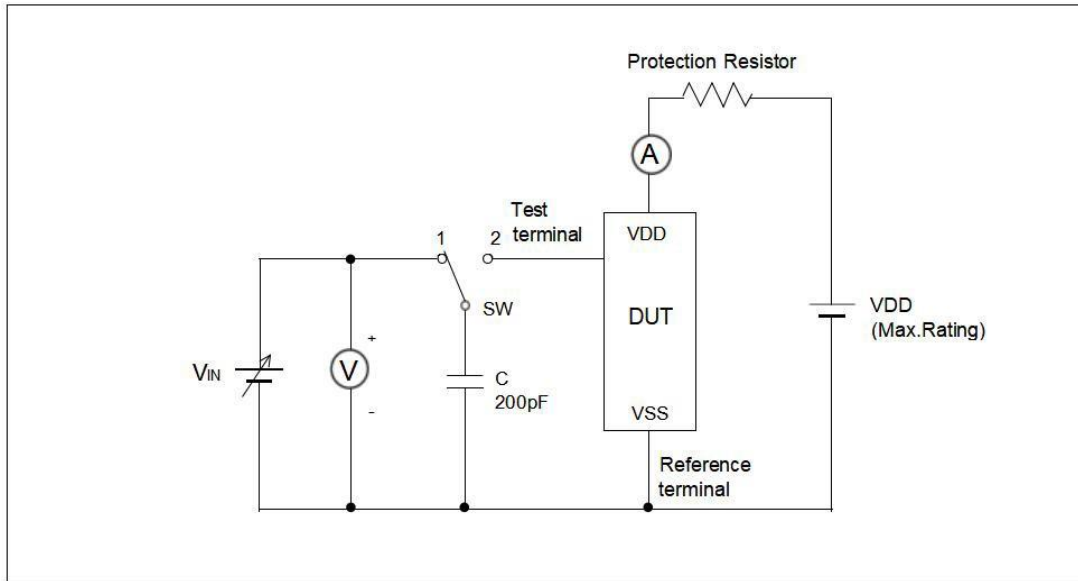 Protection Resistor
A
Test
terminal
1
2
VDD
SW
DUT
VDD
(Max.Rating)
+
VIN
V
C
200pF
-
VSS
Reference
terminal